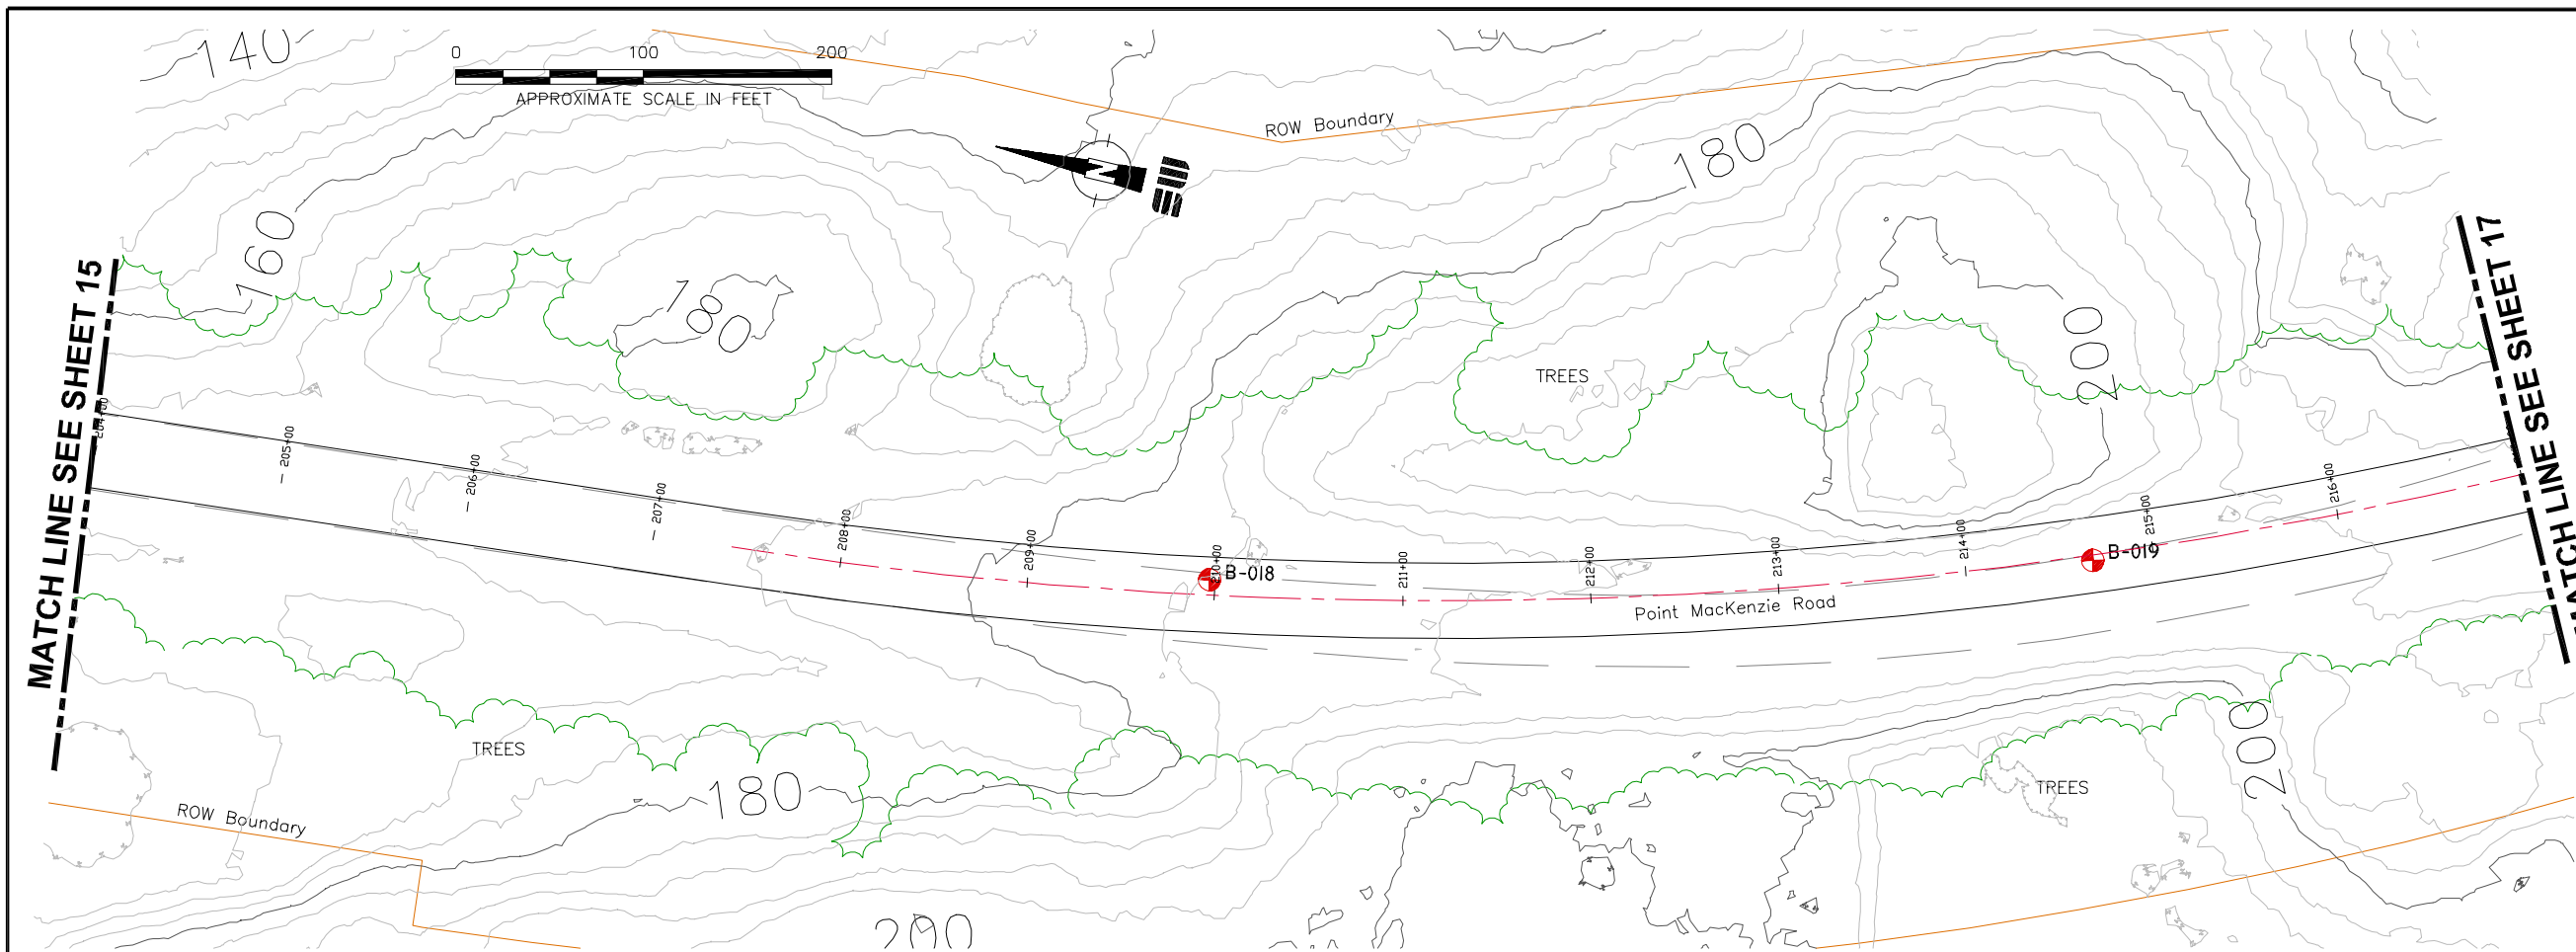 140
0 100 200
APPROXIMATE SCALE IN FEET
ROW Boundary
180
160
180
200
MATCH LINE SEE SHEET 15
MATCH LINE SEE SHEET 17
TREES
204+00
205+00
206+00
207+00
208+00
209+00
210+00
211+00
212+00
213+00
214+00
215+00
216+00
B-018
B-019
Point MacKenzie Road
TREES
180
200
TREES
ROW Boundary
200